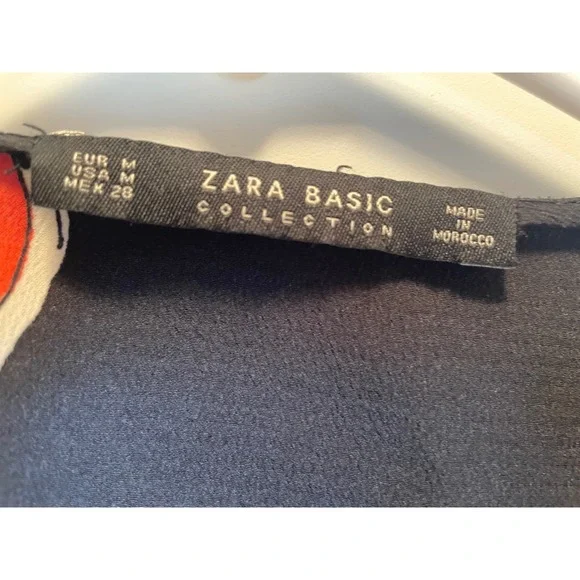 EUR M
USA M
MEX 28
ZARA BASIC
COLLECTION
MADE
IN
MOROCCO